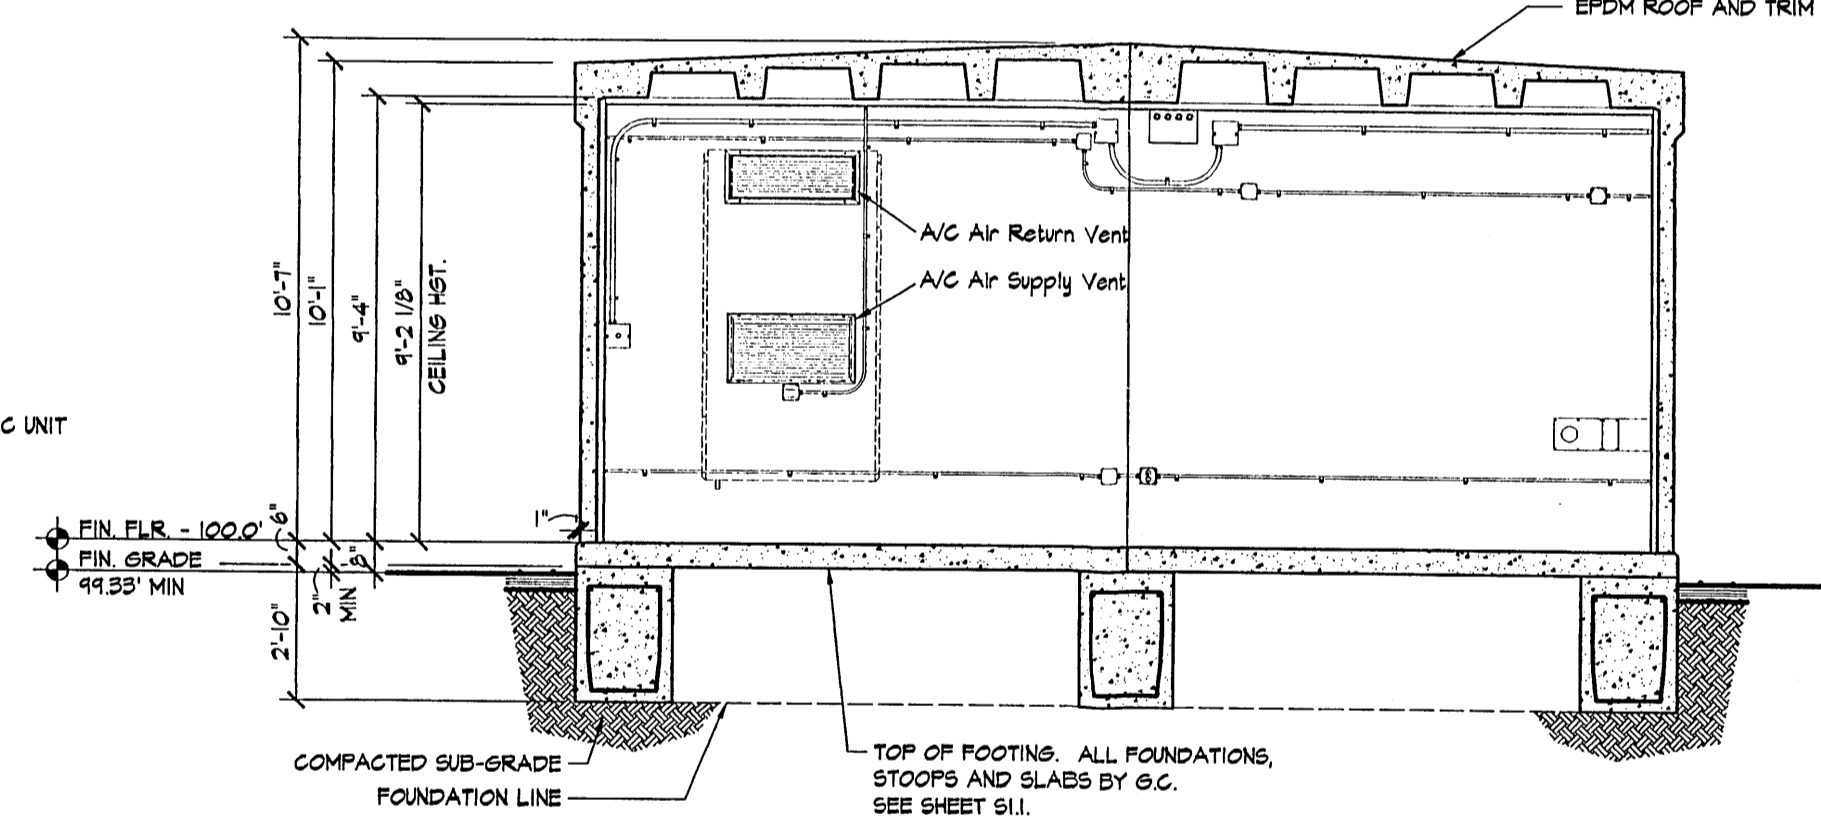 EPDM ROOF AND TRIM
10'-7"
10'-1"
9'-4"
9'-2 1/8"
CEILING HGT.
A/C Air Return Vent
A/C Air Supply Vent
C UNIT
1"
FIN. FLR. - 100.0'
6"
FIN. GRADE
99.33' MIN
8"
2"
MIN
2'-10"
COMPACTED SUB-GRADE
FOUNDATION LINE
TOP OF FOOTING. ALL FOUNDATIONS,
STOOPS AND SLABS BY G.C.
SEE SHEET S1.1.